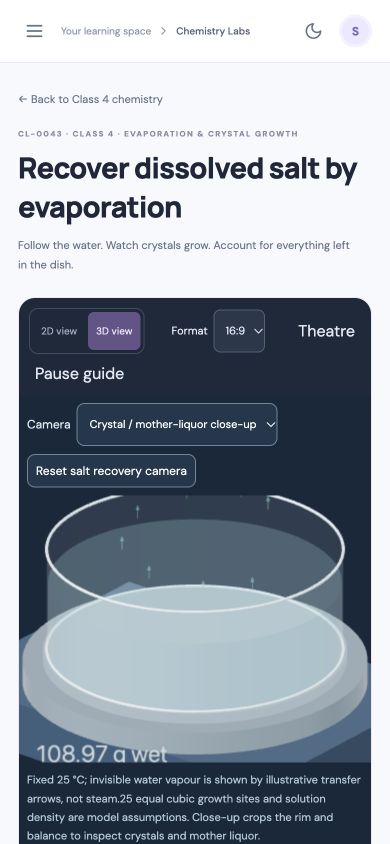 Your learning space > Chemistry Labs
S
← Back to Class 4 chemistry
CL-0043 · CLASS 4 · EVAPORATION & CRYSTAL GROWTH
Recover dissolved salt by
evaporation
Follow the water. Watch crystals grow. Account for everything left
in the dish.
2D view 3D view Format 16:9 Theatre
Pause guide
Camera Crystal / mother-liquor close-up
Reset salt recovery camera
108.97 g wet
Fixed 25 °C; invisible water vapour is shown by illustrative transfer
arrows, not steam.25 equal cubic growth sites and solution
density are model assumptions. Close-up crops the rim and
balance to inspect crystals and mother liquor.